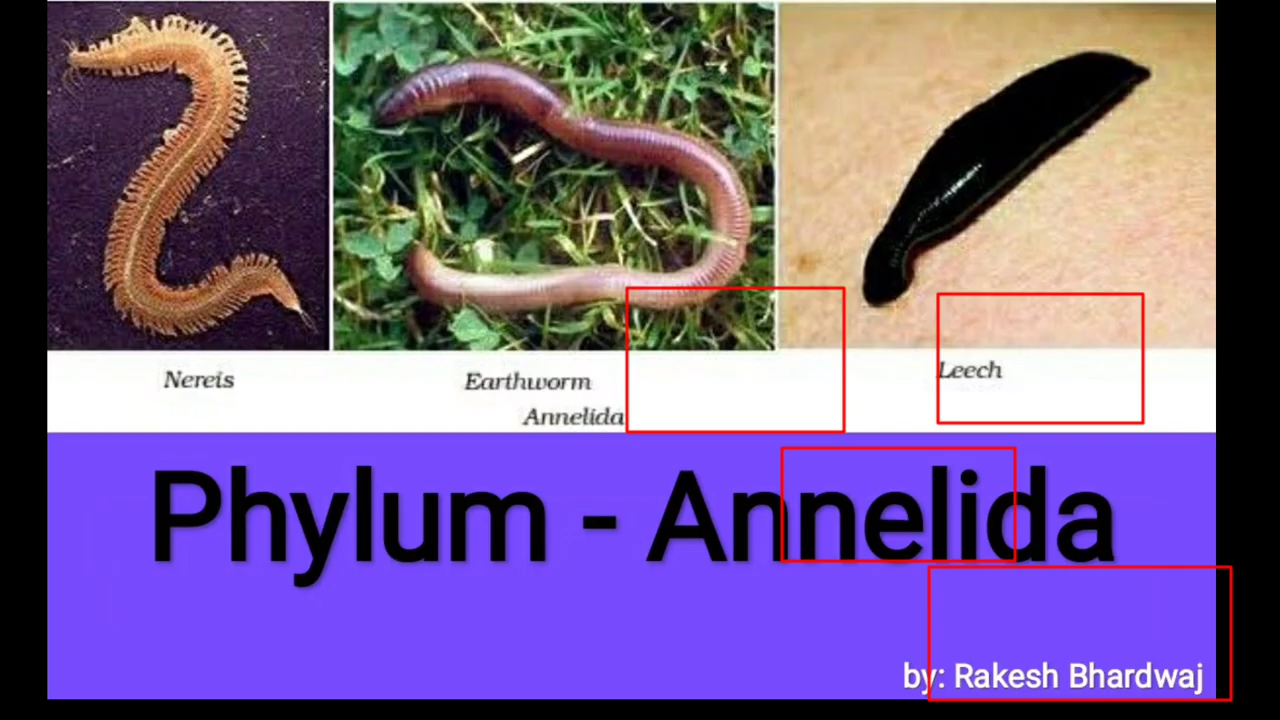 Nereis
Earthworm
Leech
Annelida
Phylum - Annelida
by: Rakesh Bhardwaj